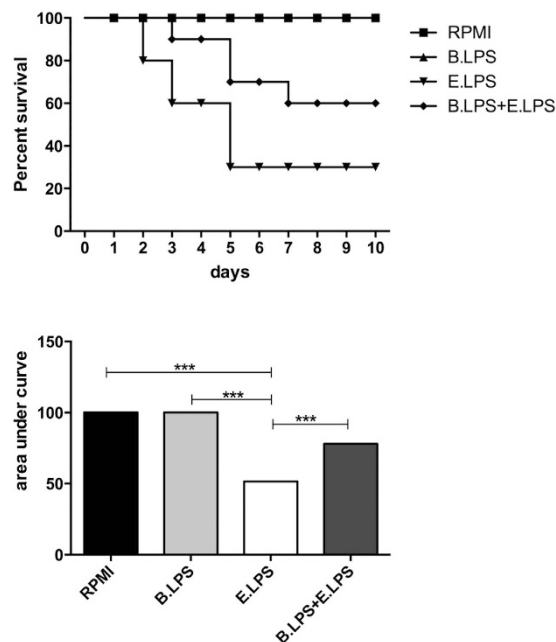 100
80
60
40
20
0
Percent survival
0 1 2 3 4 5 6 7 8 9 10
days
RPMI
B.LPS
E.LPS
B.LPS+E.LPS
150
100
50
0
area under curve
***
***
***
RPMI
B.LPS
E.LPS
B.LPS+E.LPS